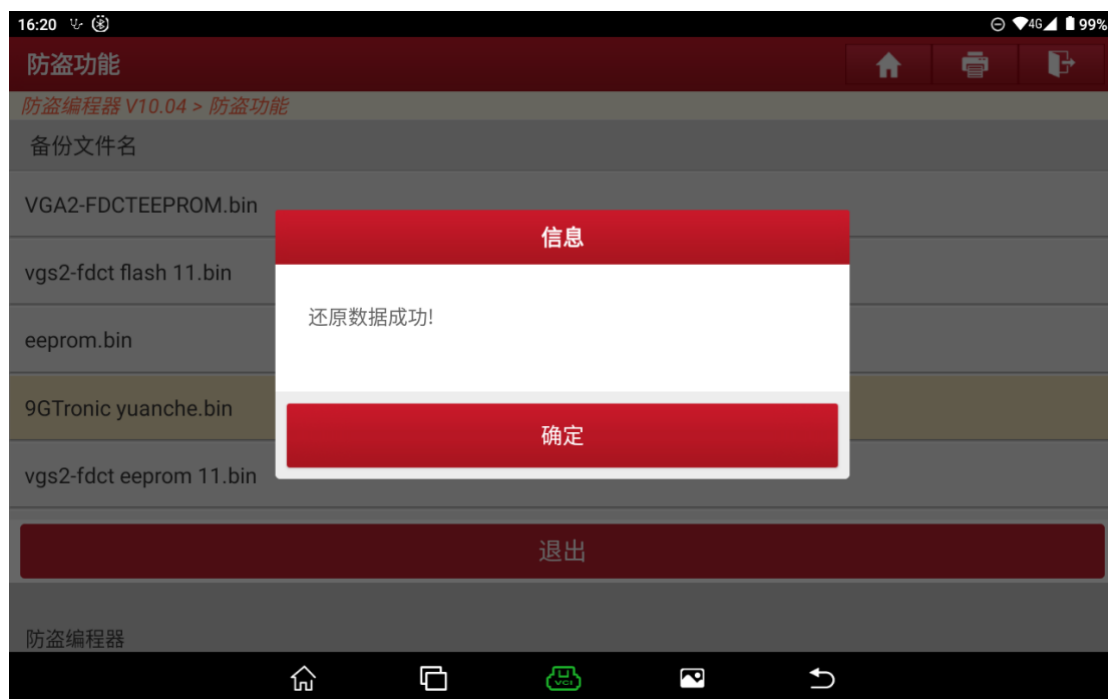 16:20 4G 99%
防盗功能
防盗编程器 V10.04 > 防盗功能
备份文件名
VGA2-FDCTEEPROM.bin
信息
vgs2-fdct flash 11.bin
还原数据成功!
eeprom.bin
9GTronic yuanche.bin
确定
vgs2-fdct eeprom 11.bin
退出
防盗编程器
VCI